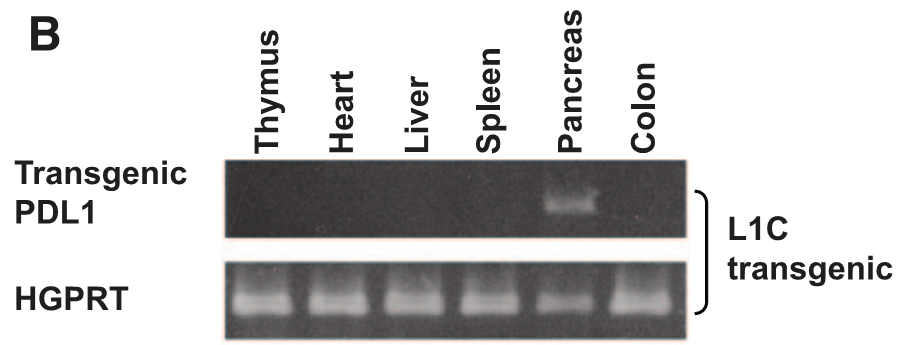 B
Thymus
Heart
Liver
Spleen
Pancreas
Colon
Transgenic
PDL1
HGPRT
L1C
transgenic